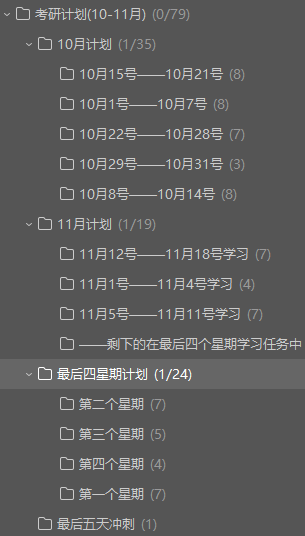 考研计划(10-11月) (0/79)
10月计划 (1/35)
10月15号——10月21号 (8)
10月1号——10月7号 (8)
10月22号——10月28号 (7)
10月29号——10月31号 (3)
10月8号——10月14号 (8)
11月计划 (1/19)
11月12号——11月18号学习 (7)
11月1号——11月4号学习 (4)
11月5号——11月11号学习 (7)
——剩下的在最后四个星期学习任务中
最后四星期计划 (1/24)
第二个星期 (7)
第三个星期 (5)
第四个星期 (4)
第一个星期 (7)
最后五天冲刺 (1)